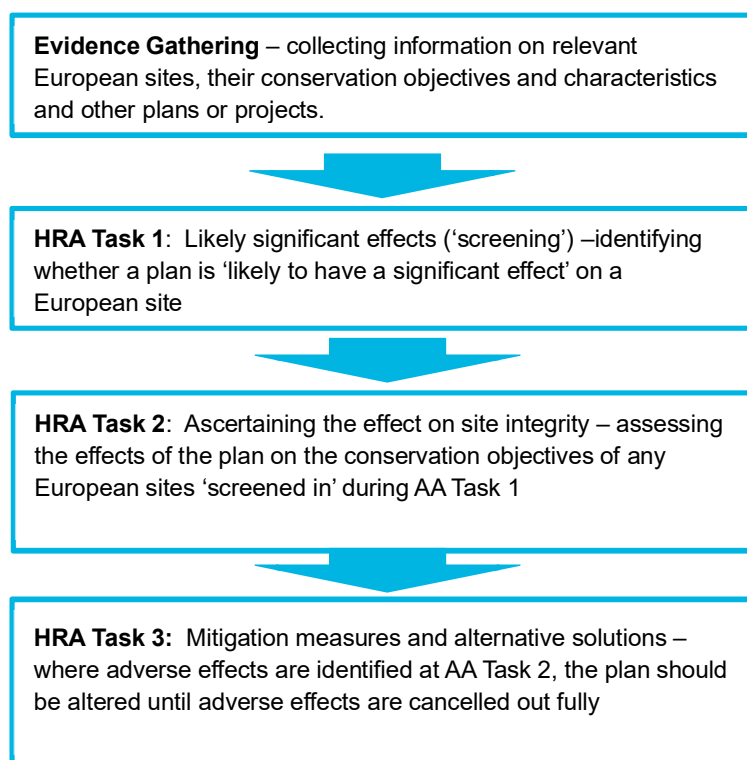 Evidence Gathering – collecting information on relevant
European sites, their conservation objectives and characteristics
and other plans or projects.
HRA Task 1:  Likely significant effects (‘screening’) –identifying
whether a plan is ‘likely to have a significant effect’ on a
European site
HRA Task 2:  Ascertaining the effect on site integrity – assessing
the effects of the plan on the conservation objectives of any
European sites ‘screened in’ during AA Task 1
HRA Task 3:  Mitigation measures and alternative solutions –
where adverse effects are identified at AA Task 2, the plan should
be altered until adverse effects are cancelled out fully